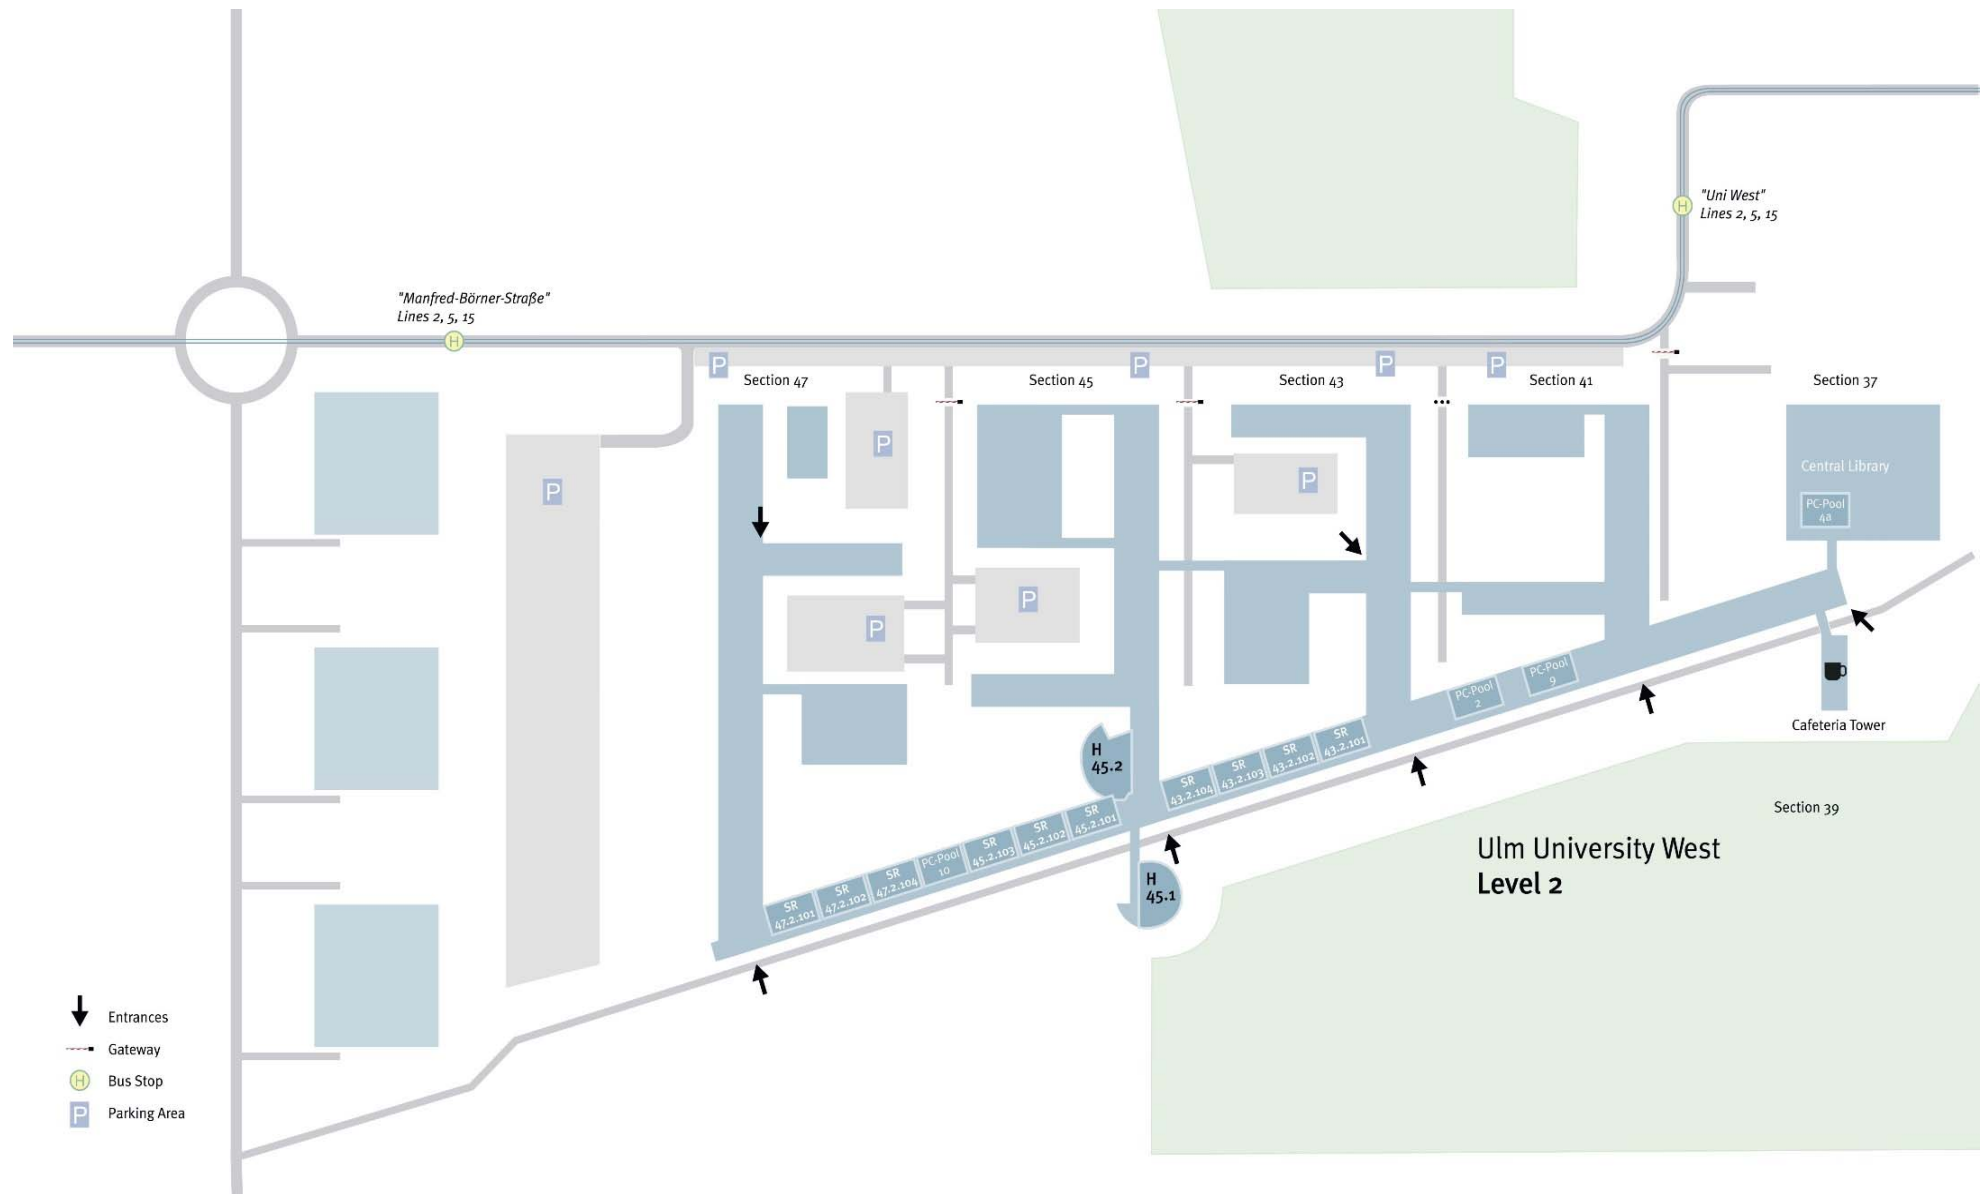 "Uni West"
Lines 2, 5, 15
H
"Manfred-Börner-Straße"
Lines 2, 5, 15
H
P
P
P
P
Section 47
Section 45
Section 43
Section 41
Section 37
P
P
P
Central Library
PC-Pool
4a
P
P
PC-Pool
9
PC-Pool
2
Cafeteria Tower
H
45.2
SR
43.2.101
SR
43.2.102
SR
43.2.103
SR
43.2.104
SR
45.2.101
SR
45.2.102
SR
45.2.103
PC-Pool
10
SR
47.2.104
SR
47.2.102
SR
47.2.101
H
45.1
Section 39
Ulm University West
Level 2
Entrances
Gateway
H
Bus Stop
P
Parking Area